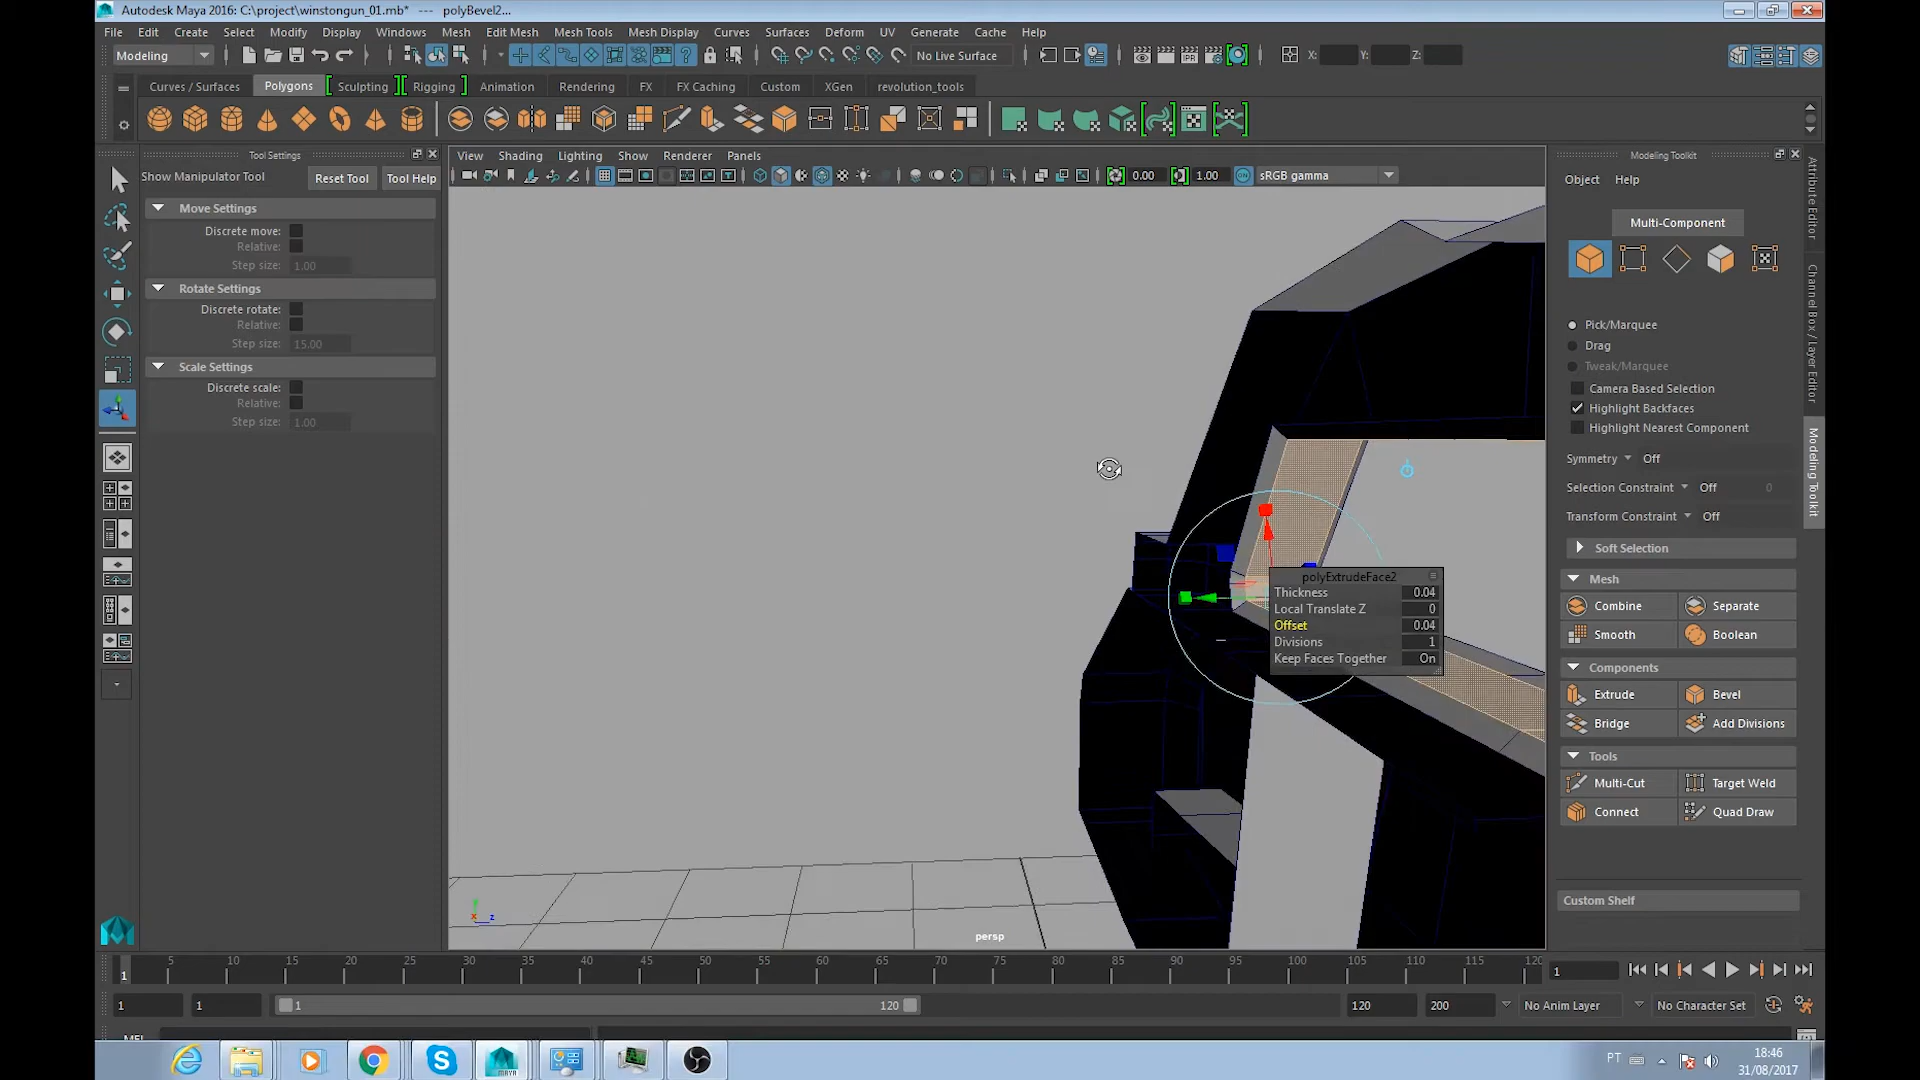 Autodesk Maya 2016: C:\project\winstongun_01.mb* --- polyBevel2...
File Edit Create Select Modify Display Windows Mesh Edit Mesh Mesh Tools Mesh Display Curves Surfaces Deform UV Generate Cache Arnold Help
Modeling No Live Surface X: Y: Z:
Curves / Surfaces Polygons Sculpting Rigging Animation Rendering FX FX Caching Custom XGen revolution_tools
Tool Settings
Show Manipulator Tool Reset Tool Tool Help
Move Settings
Discrete move:
Relative:
Step size: 1.00
Rotate Settings
Discrete rotate:
Relative:
Step size: 15.00
Scale Settings
Discrete scale:
Relative:
Step size: 1.00
View Shading Lighting Show Renderer Panels
0.00 1.00 sRGB gamma
polyExtrudeFace2
Thickness 0.04
Local Translate Z 0
Offset 0.04
Divisions 1
Keep Faces Together On
x z
persp
Modeling Toolkit
Object Help
Multi-Component
Pick/Marquee
Drag
Tweak/Marquee
Camera Based Selection
Highlight Backfaces
Highlight Nearest Component
Symmetry Off
Selection Constraint Off 0
Transform Constraint Off
Soft Selection
Mesh
Combine Separate
Smooth Boolean
Components
Extrude Bevel
Bridge Add Divisions
Tools
Multi-Cut Target Weld
Connect Quad Draw
Custom Shelf
Attribute Editor
Channel Box / Layer Editor
Modeling Toolkit
1 5 10 15 20 25 30 35 40 45 50 55 60 65 70 75 80 85 90 95 100 105 110 115 120 1
1 1 1 120 120 200 No Anim Layer No Character Set
MEL
MAYA
PT 18:46
31/08/2017